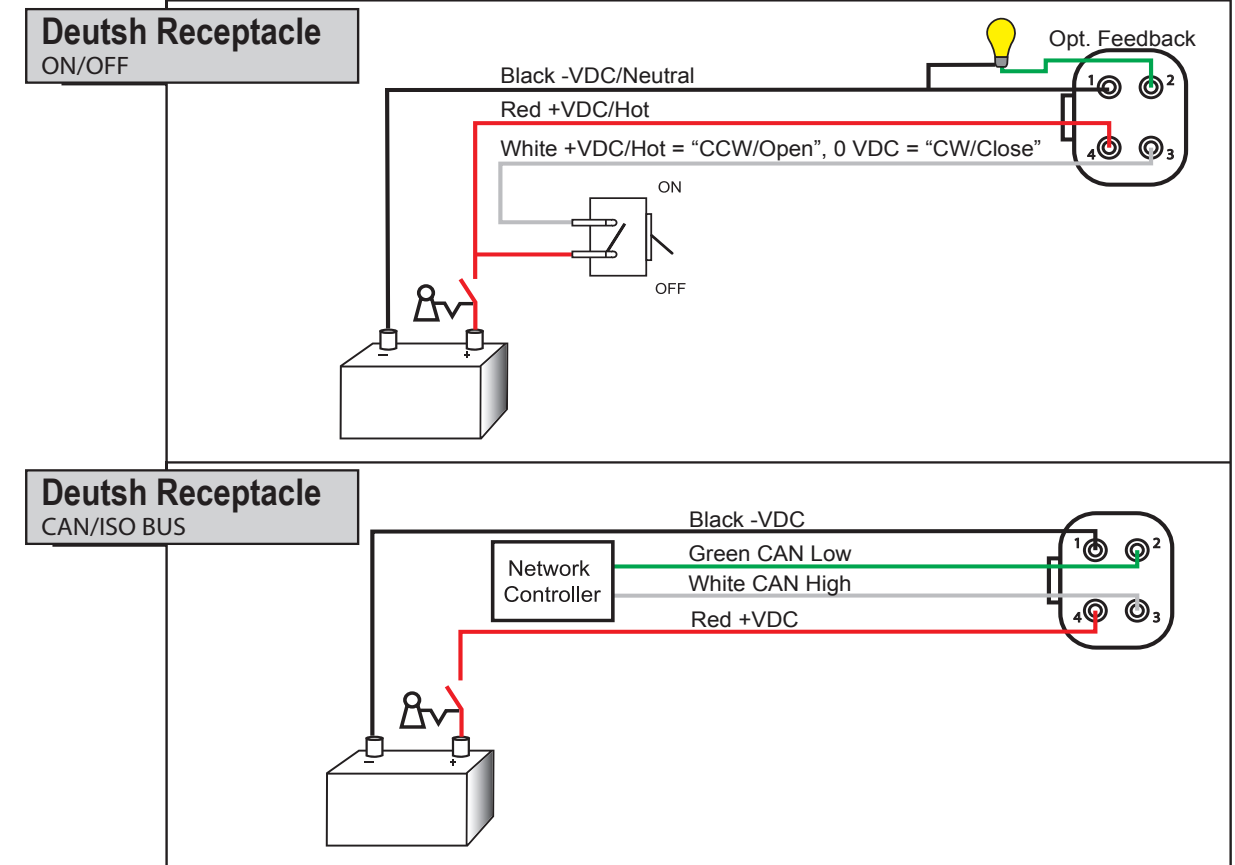 Deutsh Receptacle
ON/OFF
Opt. Feedback
Black -VDC/Neutral
1
2
Red +VDC/Hot
White +VDC/Hot = “CCW/Open”, 0 VDC = “CW/Close”
4
3
ON
OFF
–
+
Deutsh Receptacle
CAN/ISO BUS
Black -VDC
1
2
Green CAN Low
Network
Controller
White CAN High
Red +VDC
4
3
–
+